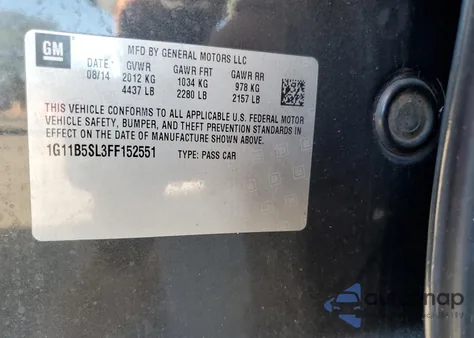 GM
MFD BY GENERAL MOTORS LLC
DATE GVWR GAWR FRT GAWR RR
08/14 2012 KG 1034 KG 978 KG
4437 LB 2280 LB 2157 LB
THIS VEHICLE CONFORMS TO ALL APPLICABLE U.S. FEDERAL MOTOR
VEHICLE SAFETY, BUMPER, AND THEFT PREVENTION STANDARDS IN
EFFECT ON THE DATE OF MANUFACTURE SHOWN ABOVE.
1G11B5SL3FF152551 TYPE: PASS CAR
automap